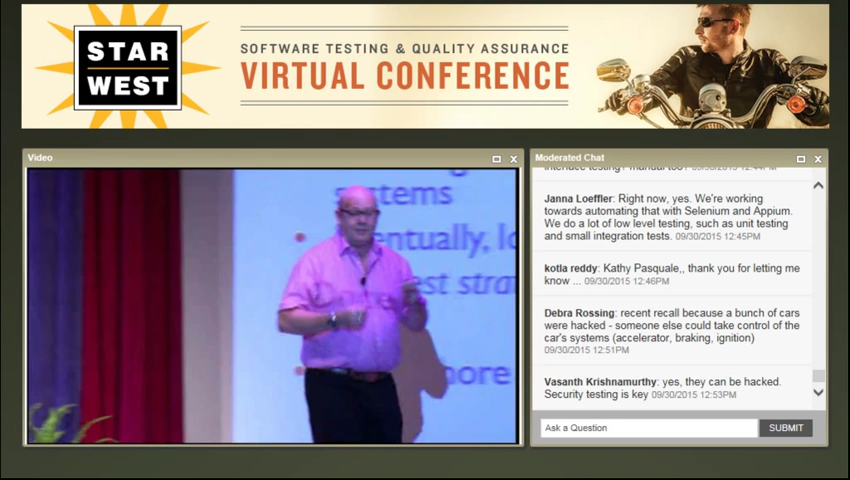 STAR
WEST
SOFTWARE TESTING & QUALITY ASSURANCE
VIRTUAL CONFERENCE
Video
systems
entually, lo
est stra
ore
Moderated Chat
Janna Loeffler: Right now, yes. We're working
towards automating that with Selenium and Appium.
We do a lot of low level testing, such as unit testing
and small integration tests. 09/30/2015 12:45PM
kotla reddy: Kathy Pasquale,, thank you for letting me
know ... 09/30/2015 12:46PM
Debra Rossing: recent recall because a bunch of cars
were hacked - someone else could take control of the
car's systems (accelerator, braking, ignition)
09/30/2015 12:51PM
Vasanth Krishnamurthy: yes, they can be hacked.
Security testing is key 09/30/2015 12:53PM
Ask a Question
SUBMIT